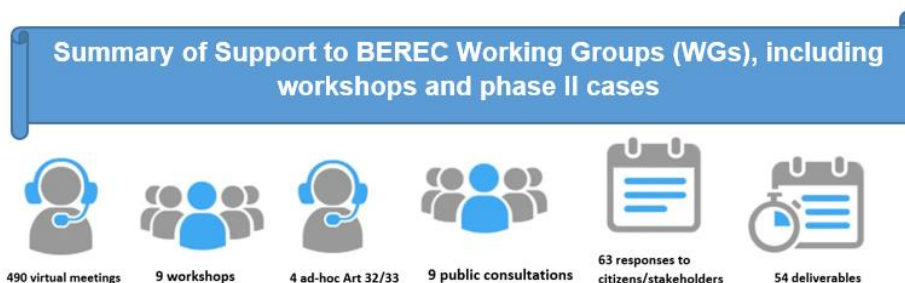 Summary of Support to BEREC Working Groups (WGs), including
workshops and phase II cases
490 virtual meetings
9 workshops
4 ad-hoc Art 32/33
9 public consultations
63 responses to
citizens/stakeholders
54 deliverables